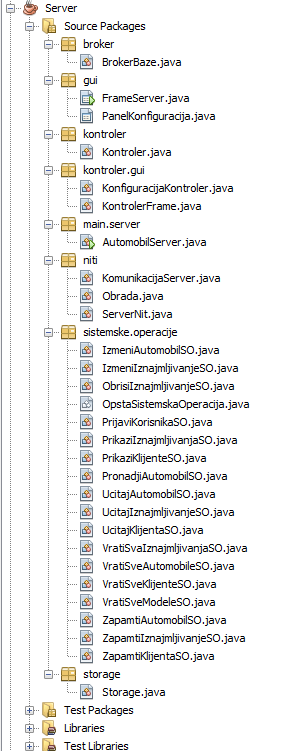 Server
Source Packages
broker
BrokerBaze.java
gui
FrameServer.java
PanelKonfiguracija.java
kontroler
Kontroler.java
kontroler.gui
KonfiguracijaKontroler.java
KontrolerFrame.java
main.server
AutomobilServer.java
niti
KomunikacijaServer.java
Obrada.java
ServerNit.java
sistemske.operacije
IzmeniAutomobilSO.java
IzmeniIznajmljivanjeSO.java
ObrisiIznajmljivanjeSO.java
OpstaSistemskaOperacija.java
PrijaviKorisnikaSO.java
PrikaziIznajmljivanjaSO.java
PrikaziKlijenteSO.java
PronadjiAutomobilSO.java
UcitajAutomobilSO.java
UcitajIznajmljivanjeSO.java
UcitajKlijentaSO.java
VratiSvaIznajmljivanjaSO.java
VratiSveAutomobileSO.java
VratiSveKlijenteSO.java
VratiSveModeleSO.java
ZapamtiAutomobilSO.java
ZapamtiIznajmljivanjeSO.java
ZapamtiKlijentaSO.java
storage
Storage.java
Test Packages
Libraries
Test Libraries